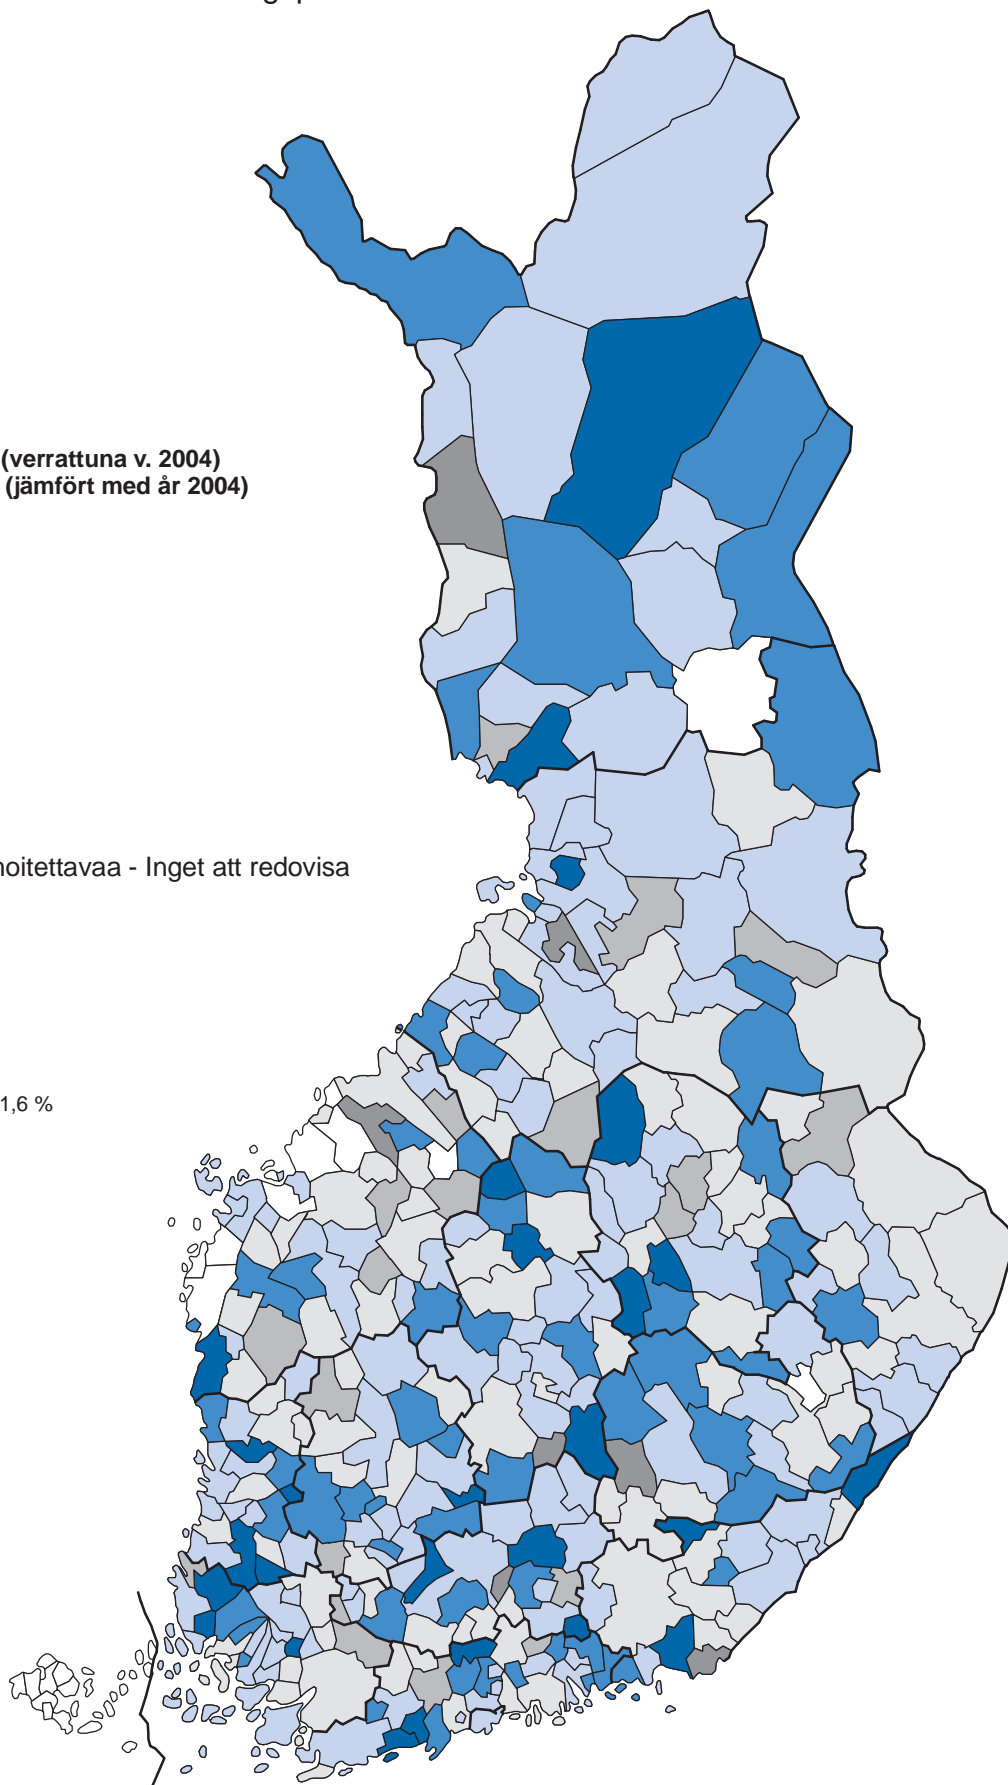 (verrattuna v. 2004)
(jämfört med år 2004)
noitettavaa - Inget att redovisa
1,6 %